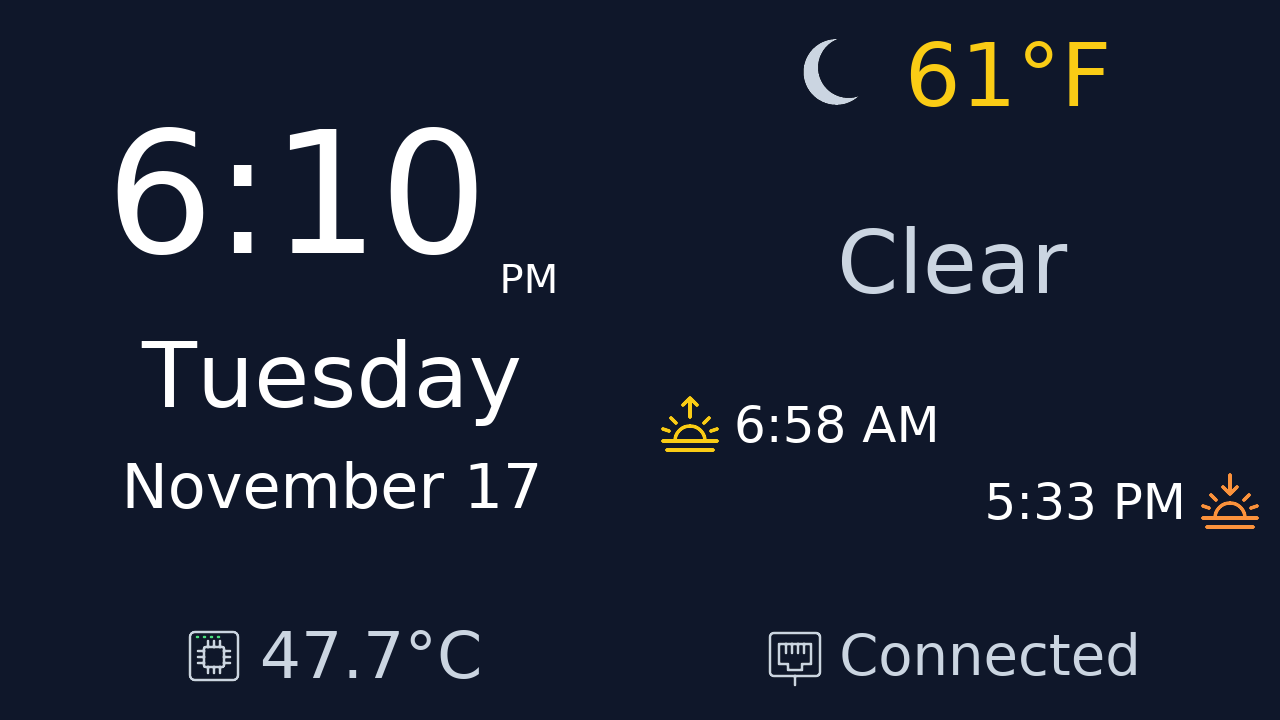 6:10 PM
Tuesday
November 17
47.7°C
61°F
Clear
6:58 AM
5:33 PM
Connected